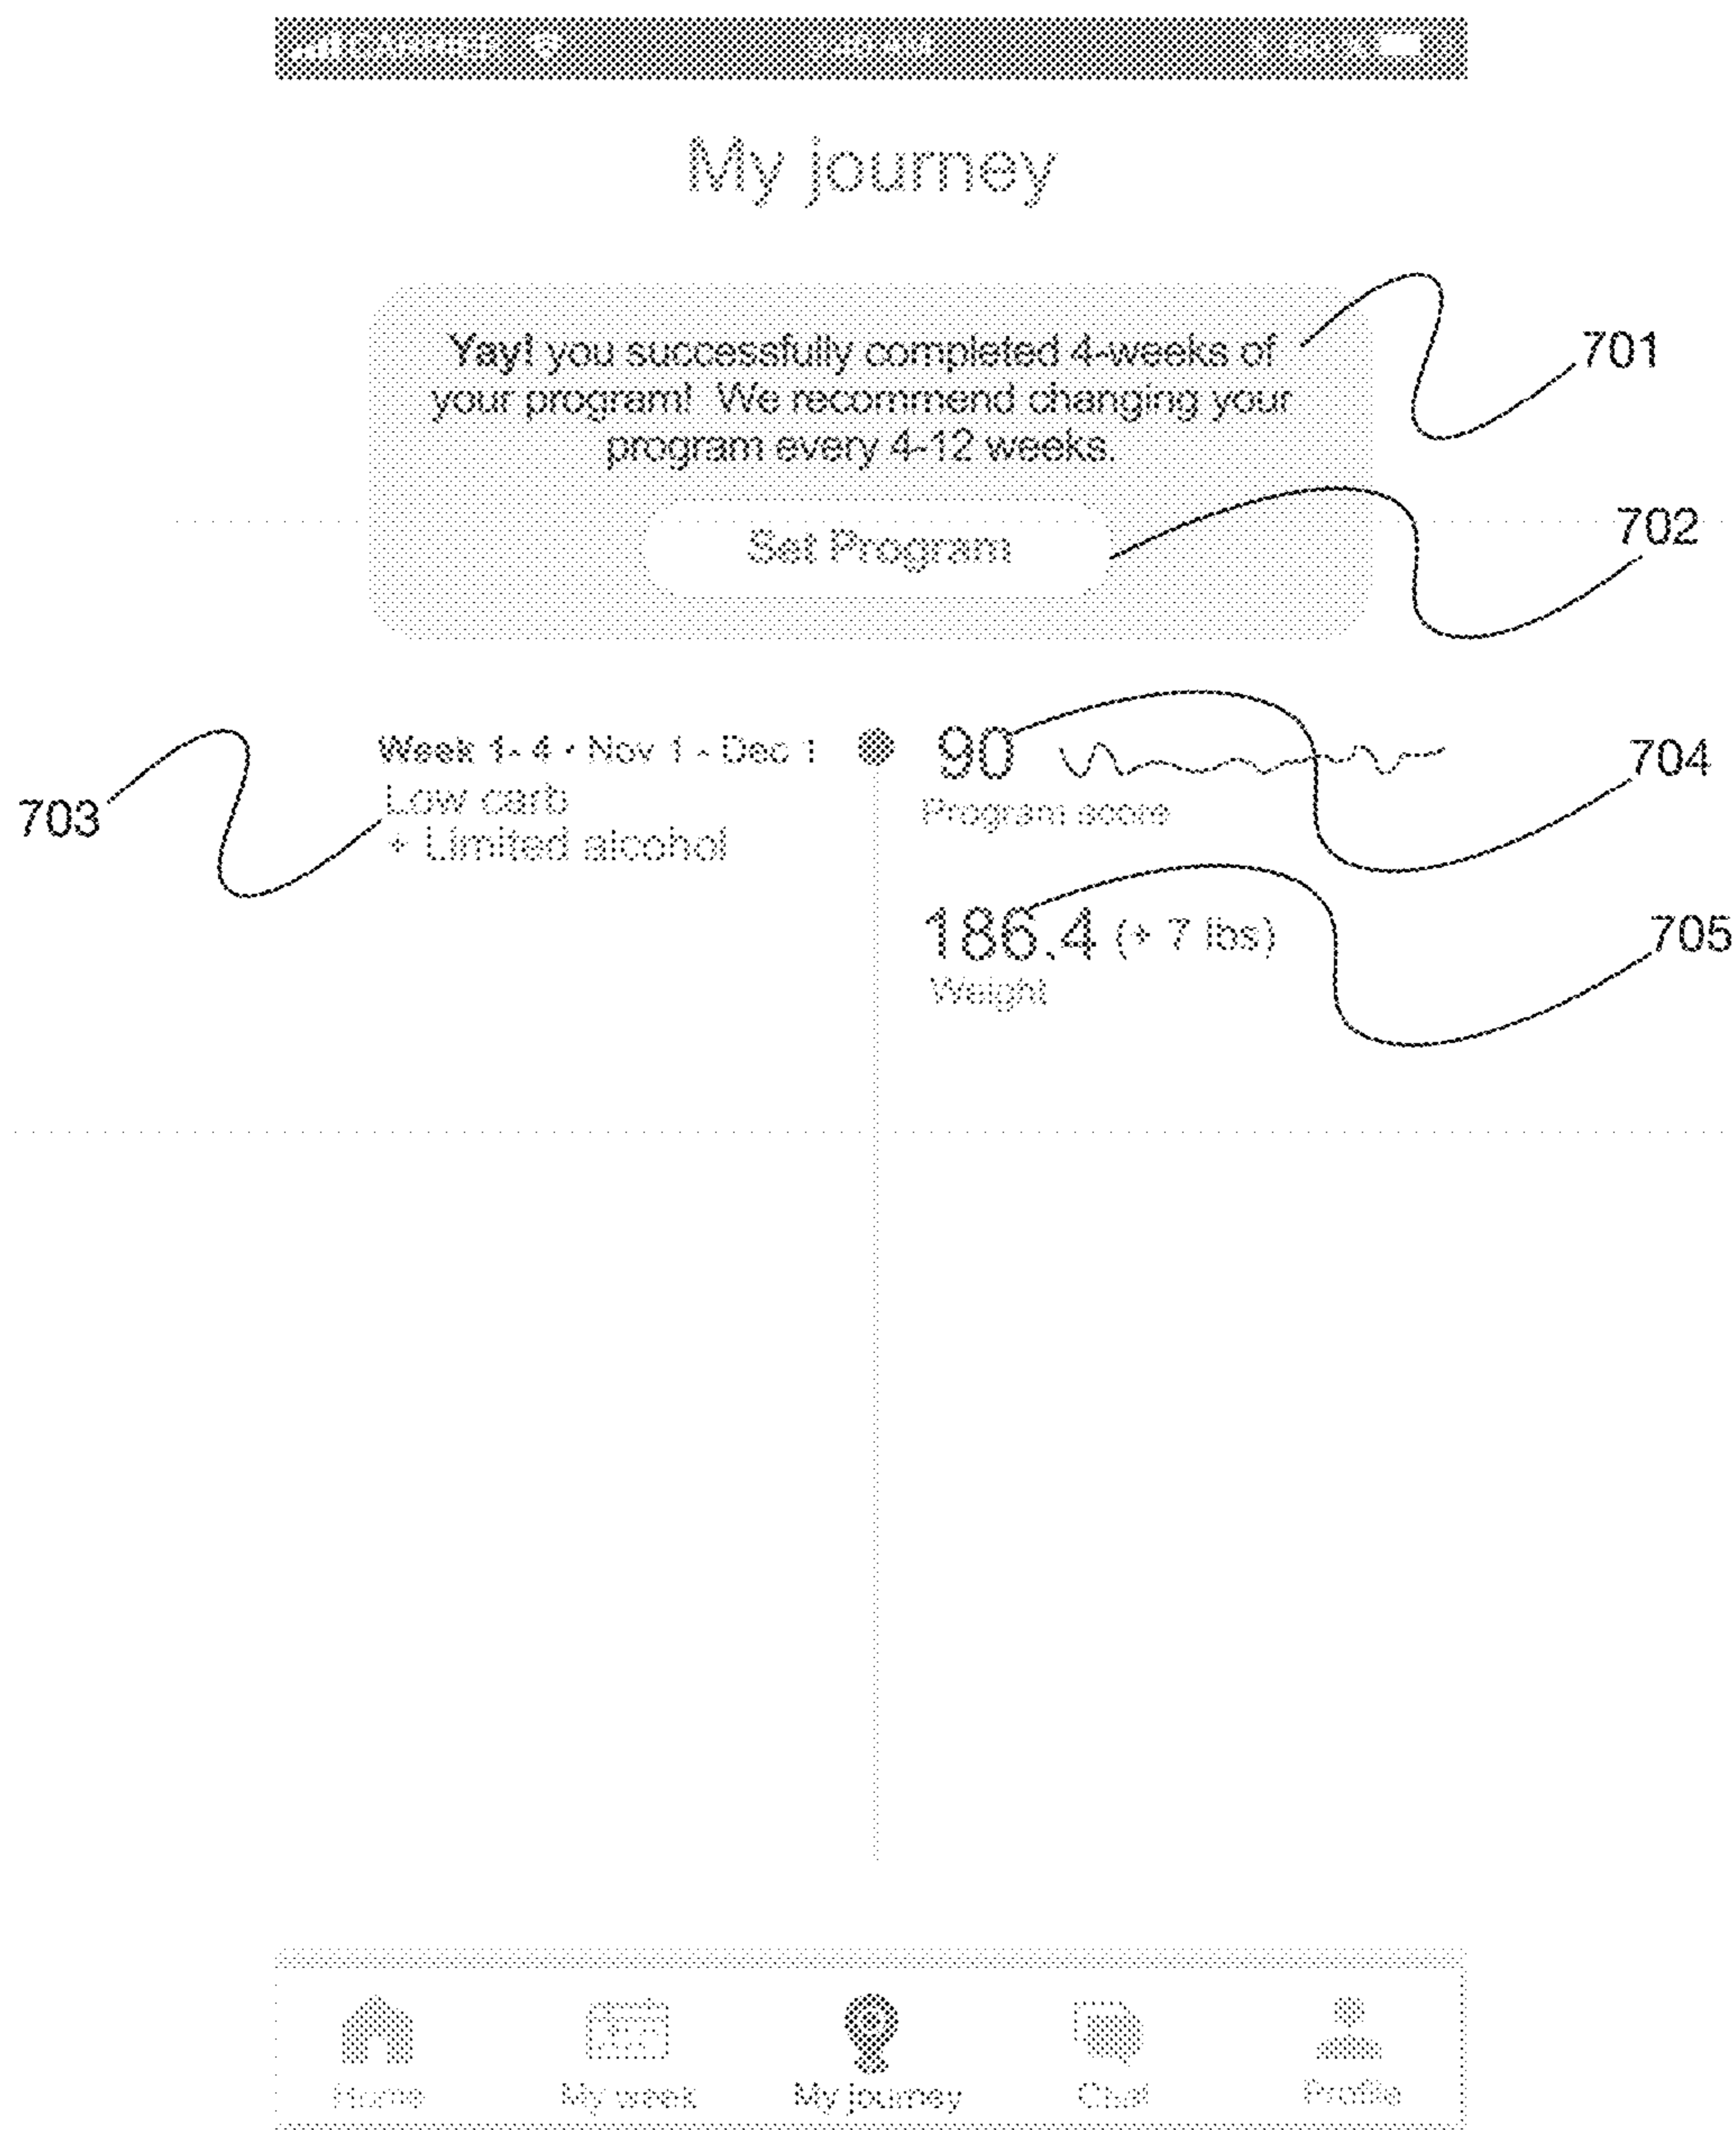 CARRIER
My journey
701
Yay! you successfully completed 4-weeks of
your program! We recommend changing your
program every 4-12 weeks.
702
Set Program
703
Week 1- 4 • Nov 1 - Dec 1
Low carb
+ Limited alcohol
90
Program score
704
186.4 (+ 7 lbs)
Weight
705
Home My week My journey Chat Profile